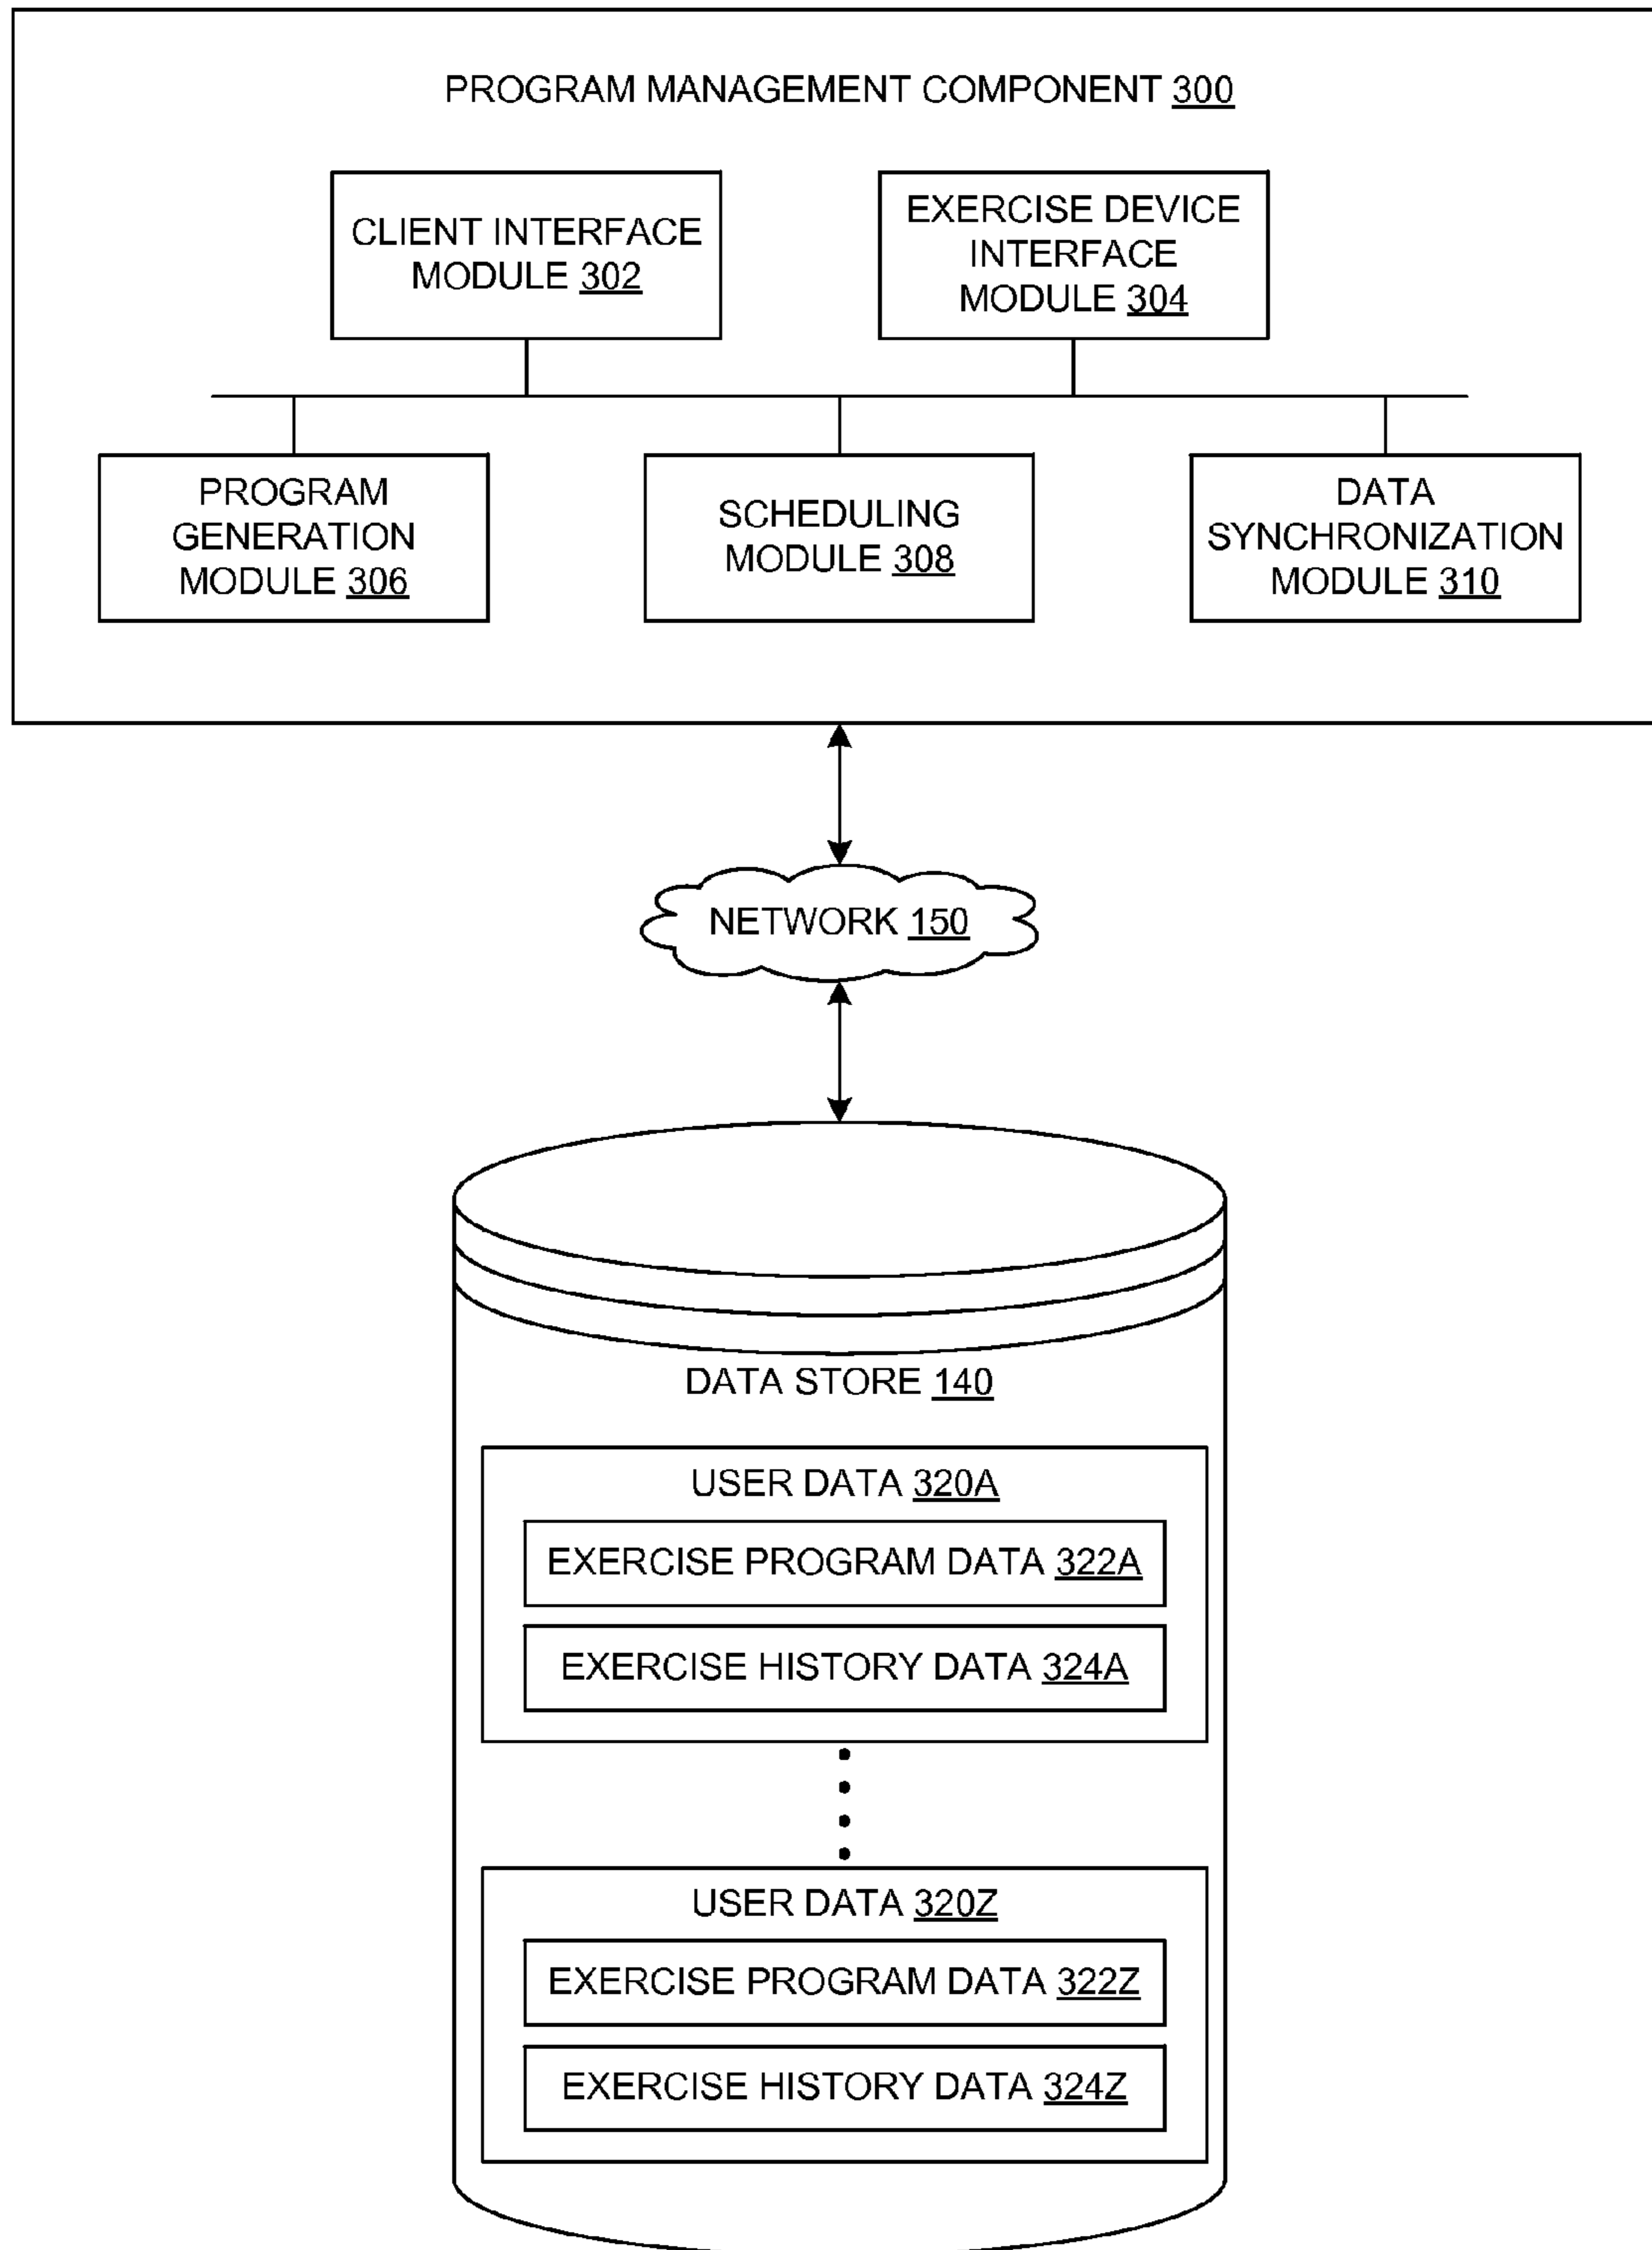 PROGRAM MANAGEMENT COMPONENT 300
CLIENT INTERFACE
MODULE 302
EXERCISE DEVICE
INTERFACE
MODULE 304
PROGRAM
GENERATION
MODULE 306
SCHEDULING
MODULE 308
DATA
SYNCHRONIZATION
MODULE 310
NETWORK 150
DATA STORE 140
USER DATA 320A
EXERCISE PROGRAM DATA 322A
EXERCISE HISTORY DATA 324A
USER DATA 320Z
EXERCISE PROGRAM DATA 322Z
EXERCISE HISTORY DATA 324Z